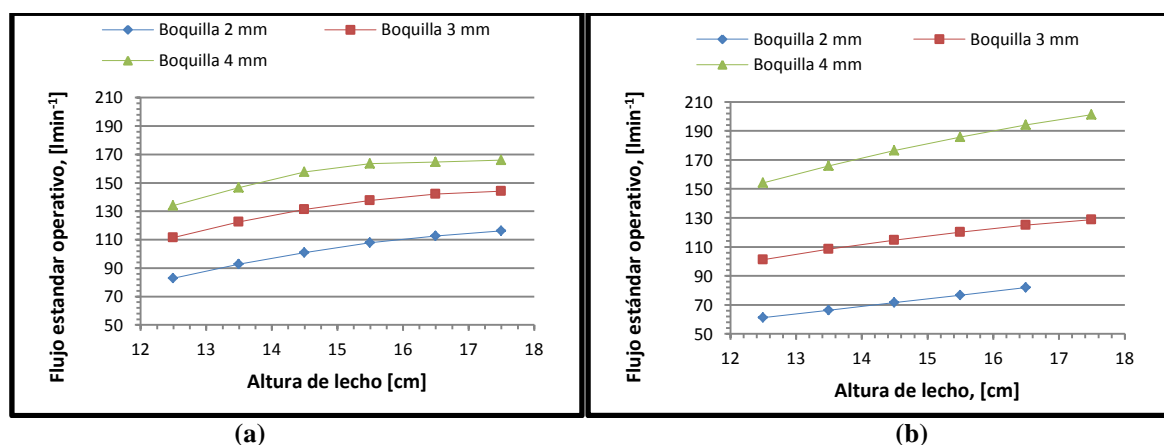 Boquilla 2 mm
Boquilla 3 mm
Boquilla 4 mm
Flujo estandar operativo, [lmin-1]
210
190
170
150
130
110
90
70
50
12
13
14
15
16
17
18
Altura de lecho [cm]
(a)
Boquilla 2 mm
Boquilla 3 mm
Boquilla 4 mm
Flujo estándar operativo, [lmin-1]
210
190
170
150
130
110
90
70
50
12
13
14
15
16
17
18
Altura de lecho, [cm]
(b)